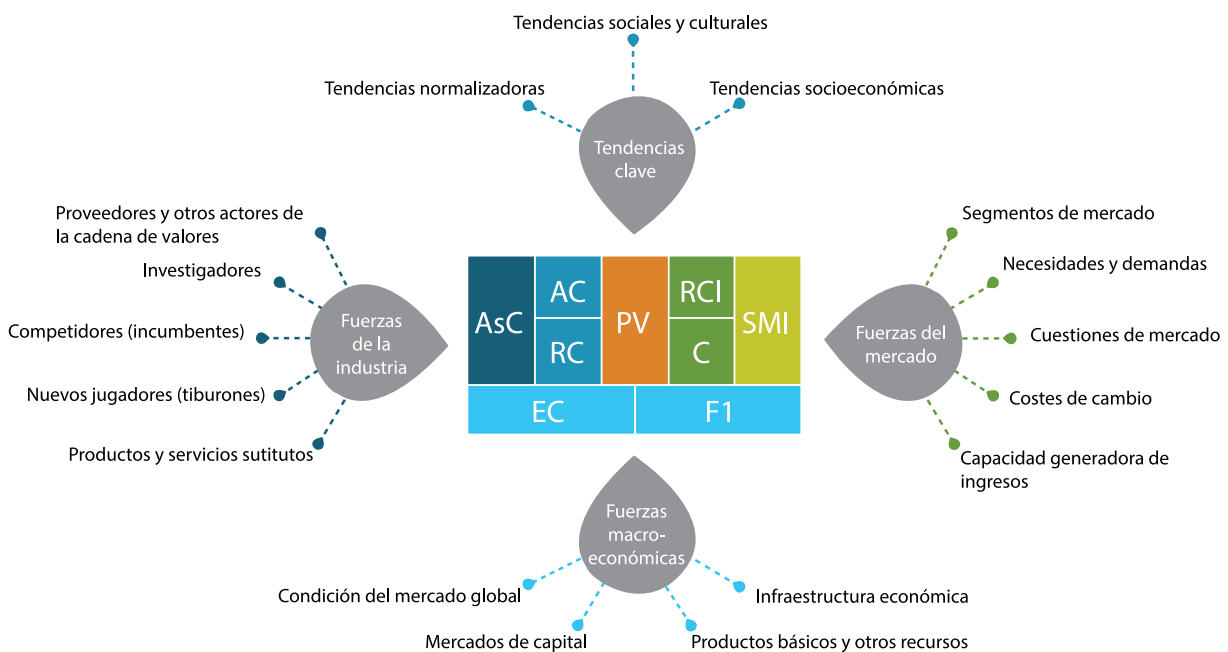 Tendencias sociales y culturales
Tendencias normalizadoras
Tendencias socioeconómicas
Tendencias
clave
Proveedores y otros actores de
la cadena de valores
Investigadores
Competidores (incumbentes)
Nuevos jugadores (tiburones)
Productos y servicios sutitutos
Fuerzas
de la
industria
AsC
AC
RC
PV
RCI
C
SMI
EC
F1
Fuerzas del
mercado
Segmentos de mercado
Necesidades y demandas
Cuestiones de mercado
Costes de cambio
Capacidad generadora de
ingresos
Fuerzas
macro-
económicas
Condición del mercado global
Mercados de capital
Productos básicos y otros recursos
Infraestructura económica